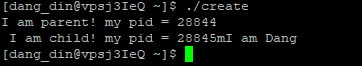 [dang_din@vpsj3IeQ ~]$ ./create
I am parent! my pid = 28844
I am child! my pid = 28845mI am Dang
[dang_din@vpsj3IeQ ~]$